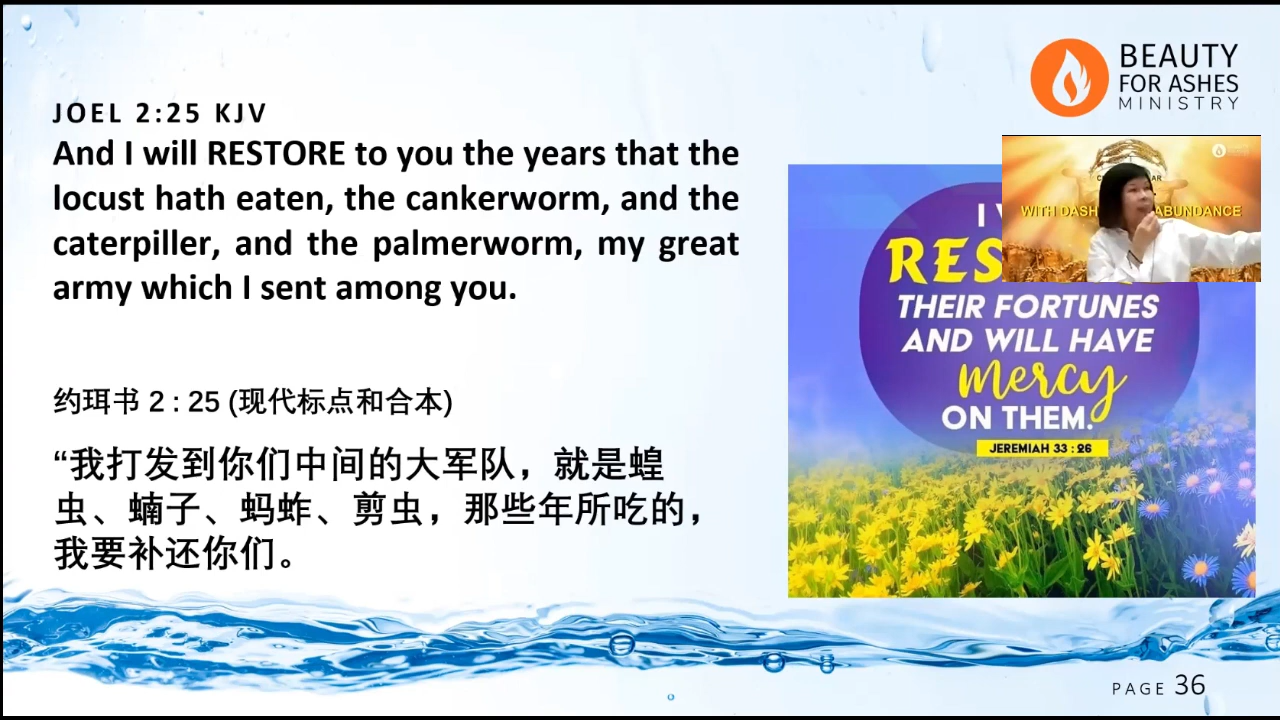 BEAUTY
FOR ASHES
MINISTRY
JOEL 2:25 KJV
And I will RESTORE to you the years that the
locust hath eaten, the cankerworm, and the
caterpiller, and the palmerworm, my great
army which I sent among you.
约珥书 2 : 25 (现代标点和合本)
“我打发到你们中间的大军队，就是蝗
虫、蝻子、蚂蚱、剪虫，那些年所吃的，
我要补还你们。
WITH DASH ABUNDANCE
I
RES
THEIR FORTUNES
AND WILL HAVE
mercy
ON THEM.
JEREMIAH 33 : 26
PAGE 36